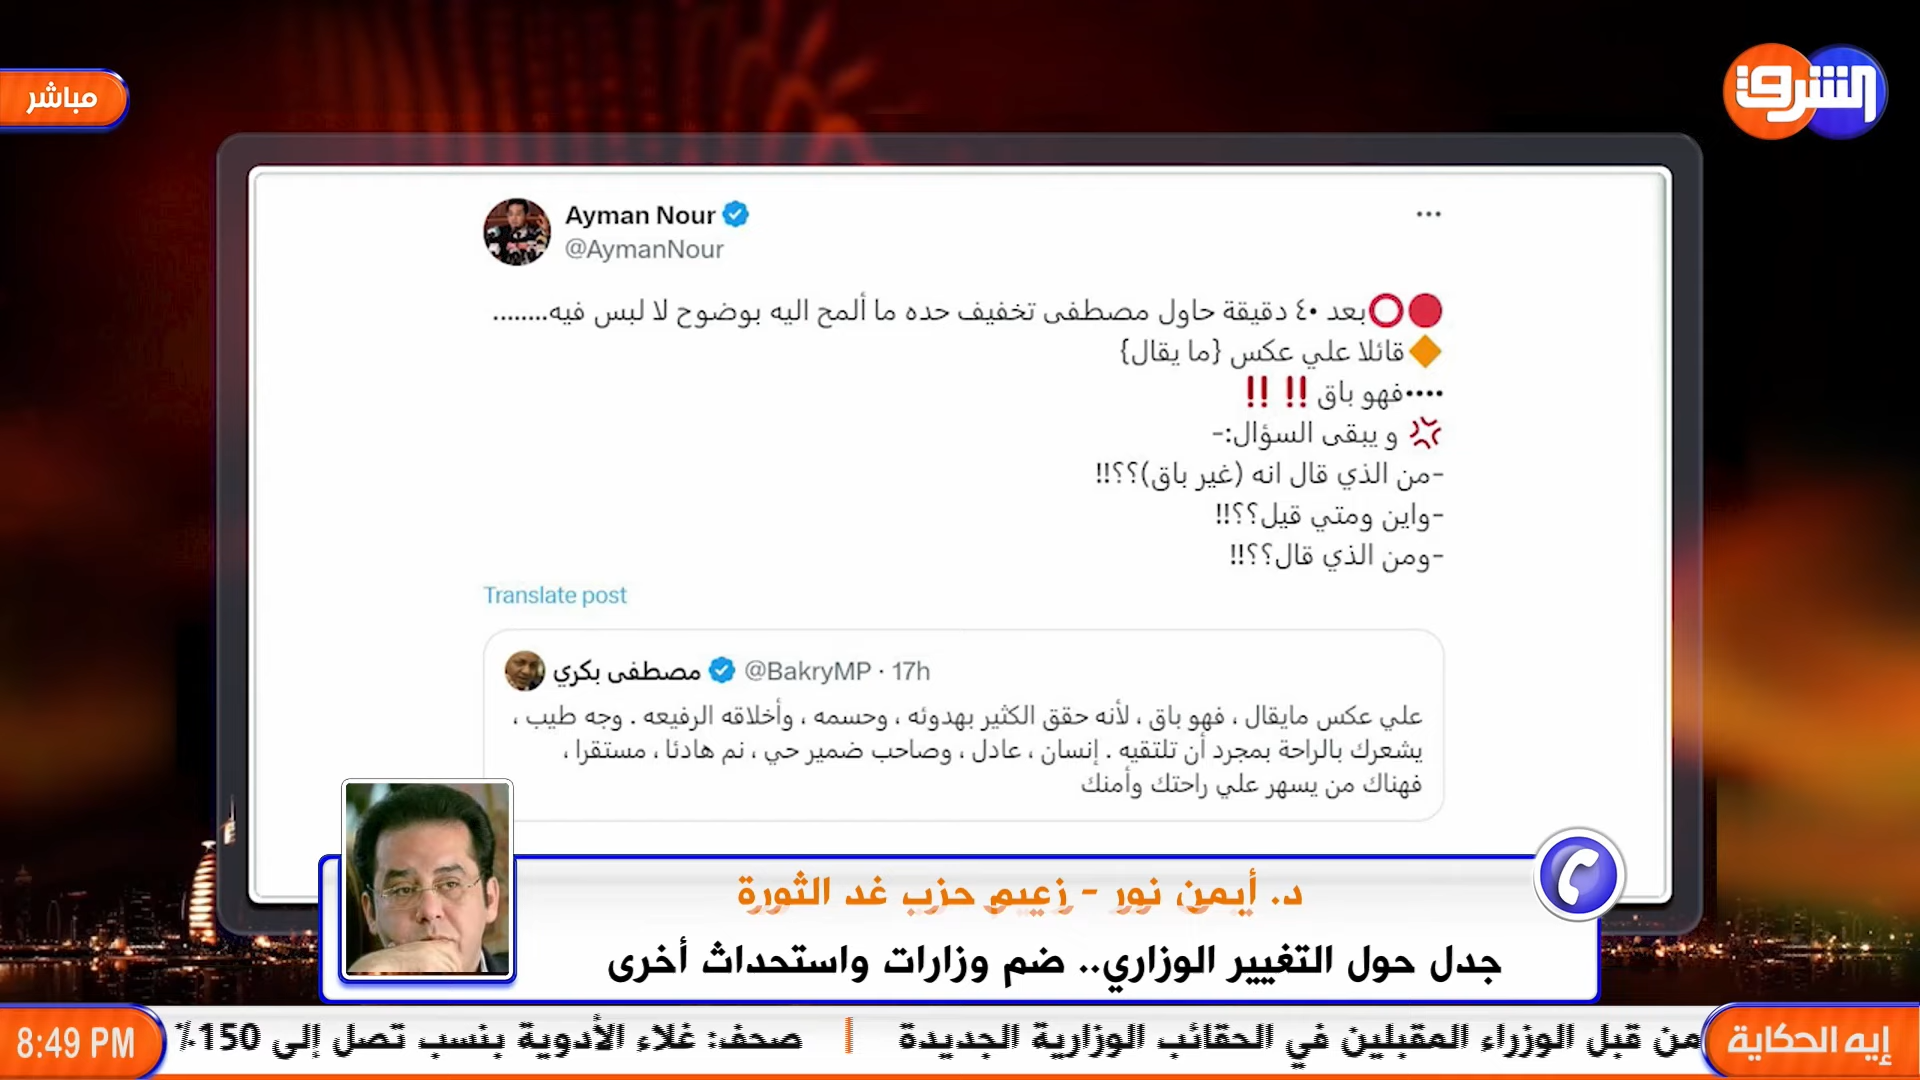 مباشر
الشرق
Ayman Nour
@AymanNour
بعد ٤٠ دقيقة حاول مصطفى تخفيف حده ما ألمح اليه بوضوح لا لبس فيه........
قائلا علي عكس {ما يقال}
••••فهو باق ‼️ ‼️
و يبقى السؤال:-
-من الذي قال انه (غير باق)؟؟!!
-واين ومتي قيل؟؟!!
-ومن الذي قال؟؟!!
Translate post
مصطفى بكري @BakryMP · 17h
علي عكس مايقال ، فهو باق ، لأنه حقق الكثير بهدوئه ، وحسمه ، وأخلاقه الرفيعه . وجه طيب ،
يشعرك بالراحة بمجرد أن تلتقيه . إنسان ، عادل ، وصاحب ضمير حي ، نم هادئا ، مستقرا ،
فهناك من يسهر علي راحتك وأمنك
د. أيمن نور - زعيم حزب غد الثورة
جدل حول التغيير الوزاري.. ضم وزارات واستحداث أخرى
إيه الحكاية
من قبل الوزراء المقبلين في الحقائب الوزارية الجديدة | صحف: غلاء الأدوية بنسب تصل إلى 150٪
8:49 PM